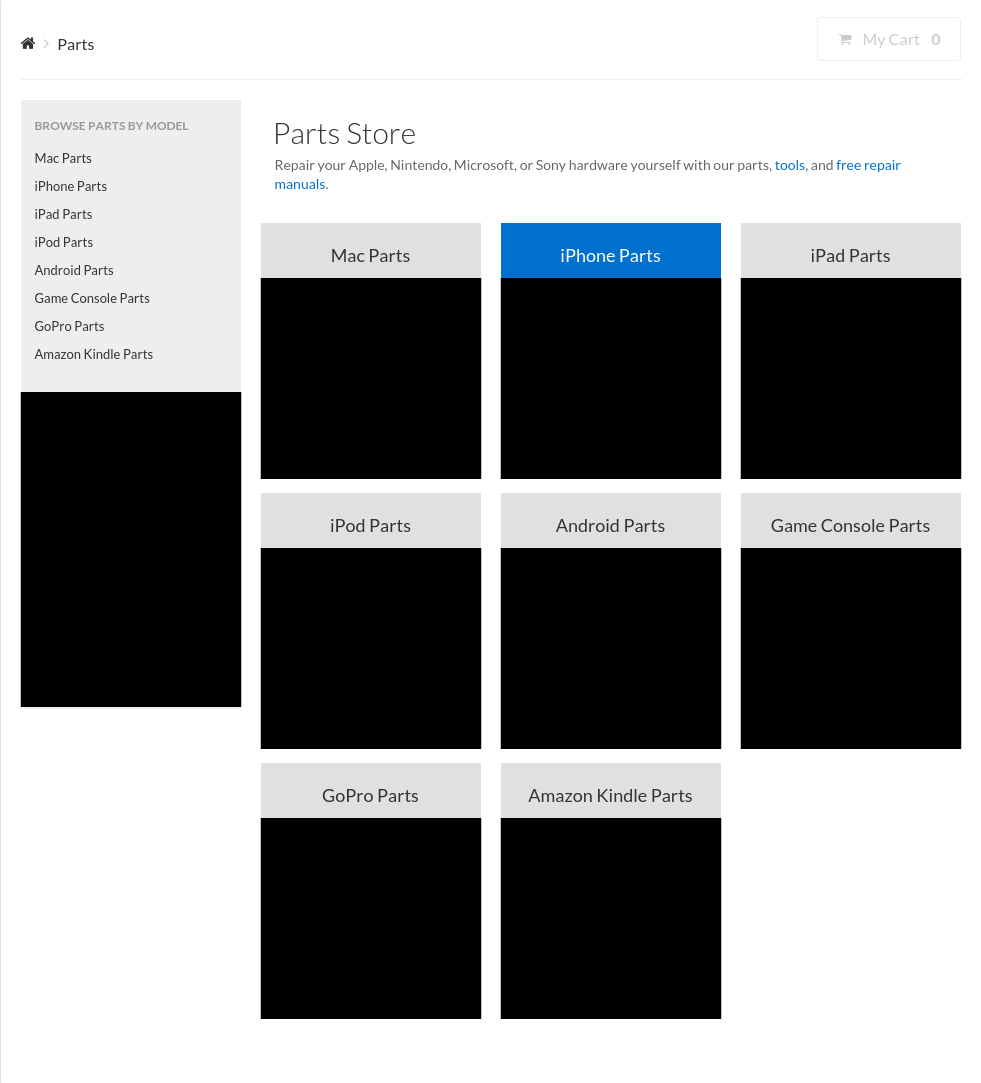 Parts
My Cart 0
BROWSE PARTS BY MODEL
Mac Parts
iPhone Parts
iPad Parts
iPod Parts
Android Parts
Game Console Parts
GoPro Parts
Amazon Kindle Parts
Parts Store
Repair your Apple, Nintendo, Microsoft, or Sony hardware yourself with our parts, tools, and free repair
manuals.
Mac Parts
iPhone Parts
iPad Parts
iPod Parts
Android Parts
Game Console Parts
GoPro Parts
Amazon Kindle Parts